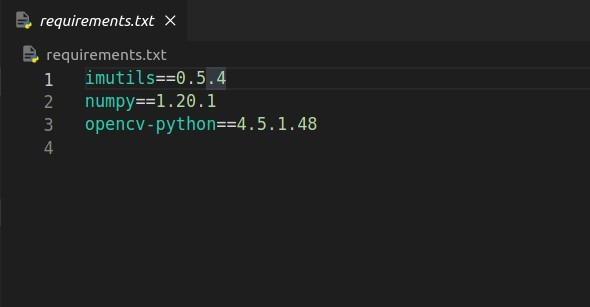 requirements.txt ×
requirements.txt
1 imutils==0.5.4
2 numpy==1.20.1
3 opencv-python==4.5.1.48
4